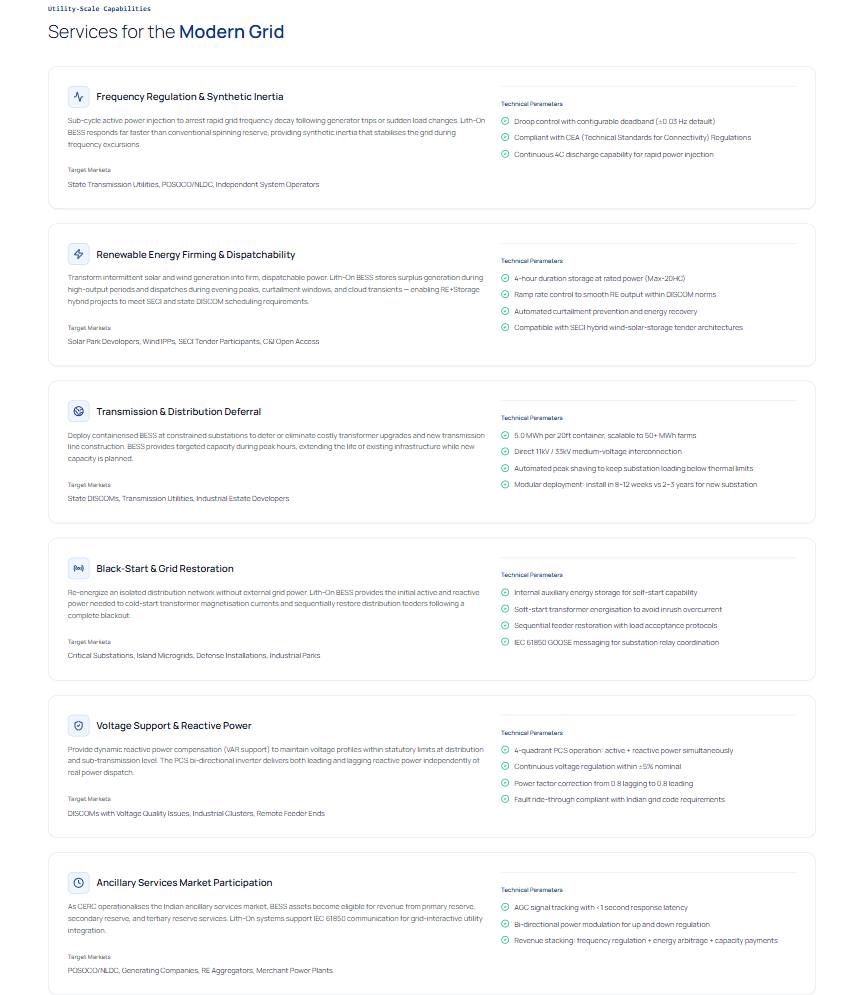 Utility-Scale Capabilities
Services for the Modern Grid
Frequency Regulation & Synthetic Inertia
Sub-cycle active power injection to arrest rapid grid frequency decay following generator trips or sudden load changes. Lith-On
BESS responds far faster than conventional spinning reserve, providing synthetic inertia that stabilises the grid during
frequency excursions.
Target Markets
State Transmission Utilities, POSOCO/NLDC, Independent System Operators
Technical Parameters
Droop control with configurable deadband (±0.03 Hz default)
Compliant with CEA (Technical Standards for Connectivity) Regulations
Continuous 4C discharge capability for rapid power injection
Renewable Energy Firming & Dispatchability
Transform intermittent solar and wind generation into firm, dispatchable power. Lith-On BESS stores surplus generation during
high-output periods and dispatches during evening peaks, curtailment windows, and cloud transients — enabling RE+Storage
hybrid projects to meet SECI and state DISCOM scheduling requirements.
Target Markets
Solar Park Developers, Wind IPPs, SECI Tender Participants, C&I Open Access
Technical Parameters
4-hour duration storage at rated power (Max-20HC)
Ramp rate control to smooth RE output within DISCOM norms
Automated curtailment prevention and energy recovery
Compatible with SECI hybrid wind-solar-storage tender architectures
Transmission & Distribution Deferral
Deploy containerised BESS at constrained substations to defer or eliminate costly transformer upgrades and new transmission
line construction. BESS provides targeted capacity during peak hours, extending the life of existing infrastructure while new
capacity is planned.
Target Markets
State DISCOMs, Transmission Utilities, Industrial Estate Developers
Technical Parameters
5.0 MWh per 20ft container, scalable to 50+ MWh farms
Direct 11kV / 33kV medium-voltage interconnection
Automated peak shaving to keep substation loading below thermal limits
Modular deployment: install in 8–12 weeks vs 2–3 years for new substation
Black-Start & Grid Restoration
Re-energize an isolated distribution network without external grid power. Lith-On BESS provides the initial active and reactive
power needed to cold-start transformer magnetisation currents and sequentially restore distribution feeders following a
complete blackout.
Target Markets
Critical Substations, Island Microgrids, Defense Installations, Industrial Parks
Technical Parameters
Internal auxiliary energy storage for self-start capability
Soft-start transformer energisation to avoid inrush overcurrent
Sequential feeder restoration with load acceptance protocols
IEC 61850 GOOSE messaging for substation relay coordination
Voltage Support & Reactive Power
Provide dynamic reactive power compensation (VAR support) to maintain voltage profiles within statutory limits at distribution
and sub-transmission level. The PCS bi-directional inverter delivers both leading and lagging reactive power independently of
real power dispatch.
Target Markets
DISCOMs with Voltage Quality Issues, Industrial Clusters, Remote Feeder Ends
Technical Parameters
4-quadrant PCS operation: active + reactive power simultaneously
Continuous voltage regulation within ±5% nominal
Power factor correction from 0.8 lagging to 0.8 leading
Fault ride-through compliant with Indian grid code requirements
Ancillary Services Market Participation
As CERC operationalises the Indian ancillary services market, BESS assets become eligible for revenue from primary reserve,
secondary reserve, and tertiary reserve services. Lith-On systems support IEC 61850 communication for grid-interactive utility
integration.
Target Markets
POSOCO/NLDC, Generating Companies, RE Aggregators, Merchant Power Plants
Technical Parameters
AGC signal tracking with <1 second response latency
Bi-directional power modulation for up and down regulation
Revenue stacking: frequency regulation + energy arbitrage + capacity payments